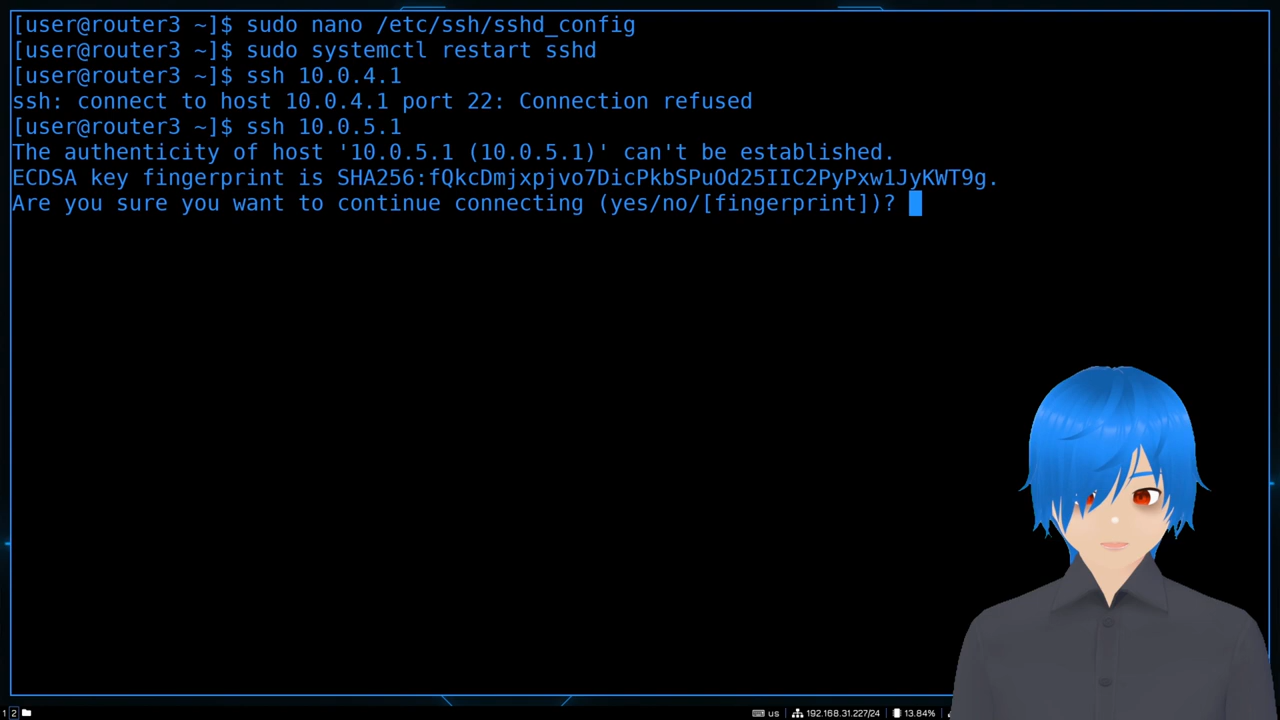 [user@router3 ~]$ sudo nano /etc/ssh/sshd_config
[user@router3 ~]$ sudo systemctl restart sshd
[user@router3 ~]$ ssh 10.0.4.1
ssh: connect to host 10.0.4.1 port 22: Connection refused
[user@router3 ~]$ ssh 10.0.5.1
The authenticity of host '10.0.5.1 (10.0.5.1)' can't be established.
ECDSA key fingerprint is SHA256:fQkcDmjxpjvo7DicPkbSPuOd25IIC2PyPxw1JyKWT9g.
Are you sure you want to continue connecting (yes/no/[fingerprint])?
1 2 us 192.168.31.227/24 13.84%